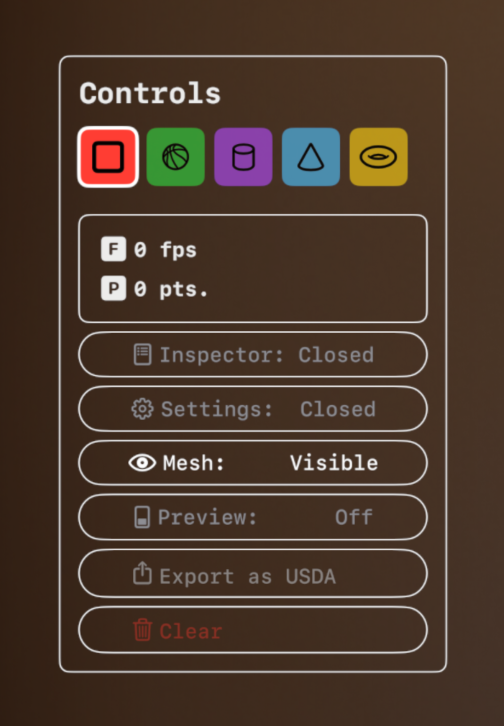 Controls
F 0 fps
P 0 pts.
Inspector: Closed
Settings: Closed
Mesh: Visible
Preview: Off
Export as USDA
Clear